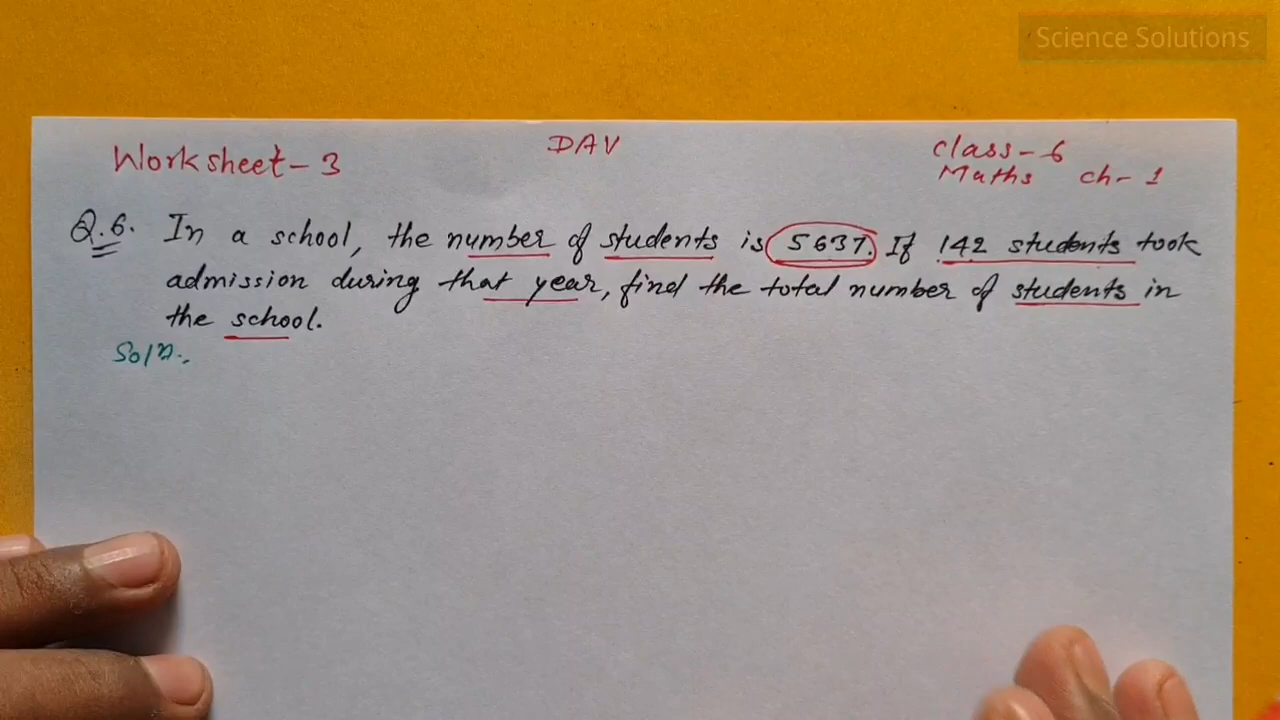 Science Solutions
Worksheet-3 DAV class-6
Maths ch-1
Q.6. In a school, the number of students is 5637. If 142 students took
admission during that year, find the total number of students in
the school.
Soln.